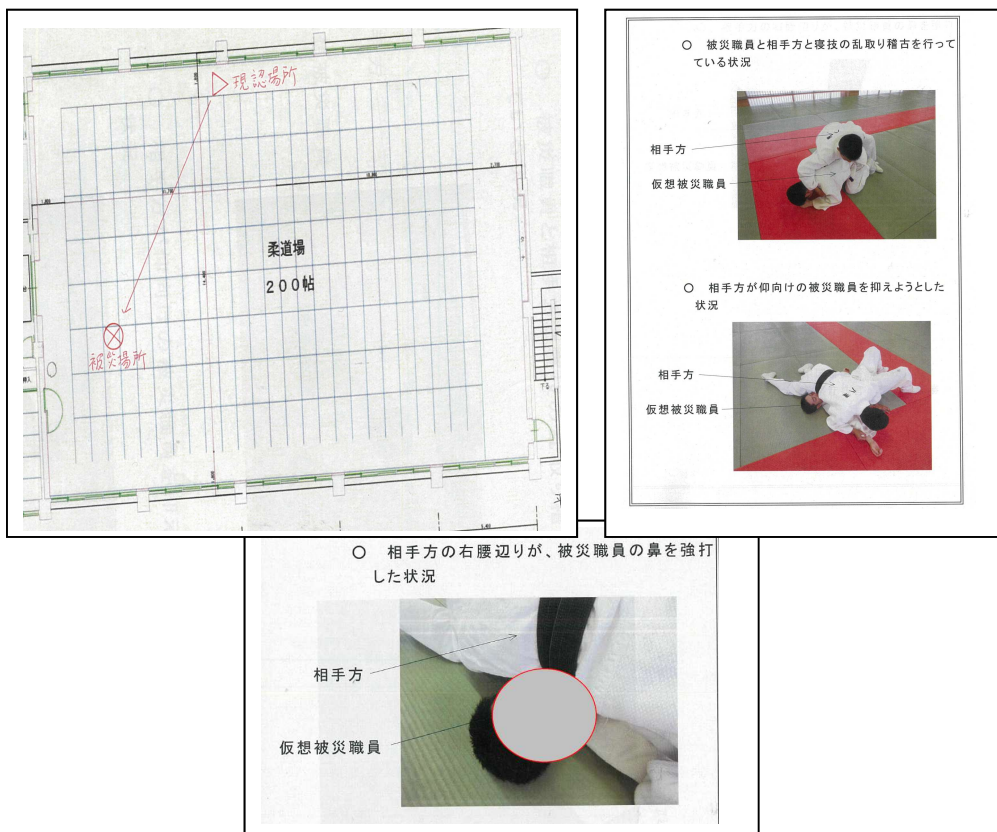 現認場所
柔道場
200帖
被災場所
下る
○ 被災職員と相手方と寝技の乱取り稽古を行って
ている状況
相手方
仮想被災職員
○ 相手方が仰向けの被災職員を抑えようとした
状況
相手方
仮想被災職員
○ 相手方の右腰辺りが、被災職員の鼻を強打
した状況
相手方
仮想被災職員